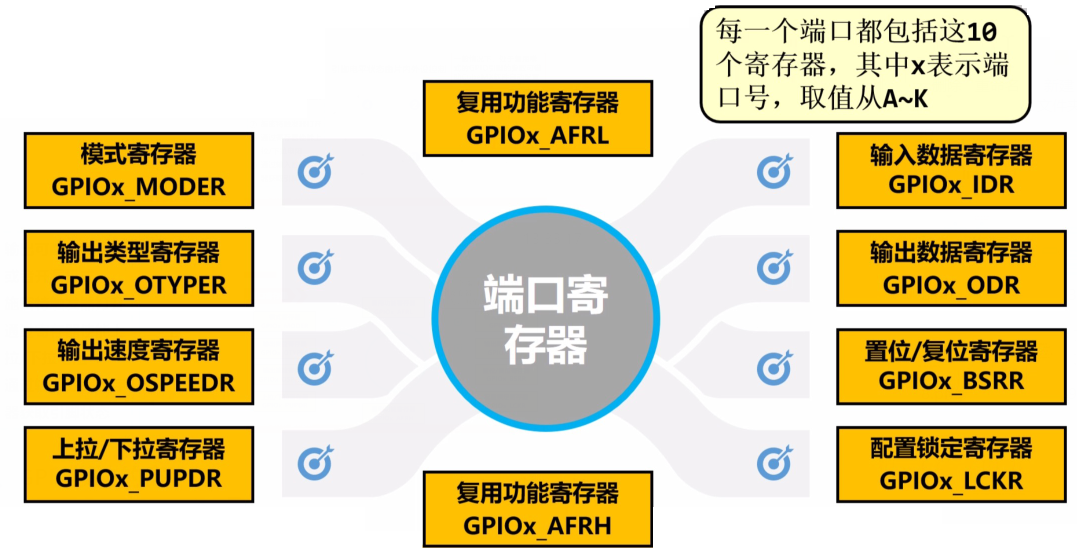 每一个端口都包括这10
个寄存器，其中x表示端
口号，取值从A~K
复用功能寄存器
GPIOx_AFRL
模式寄存器
GPIOx_MODER
输出类型寄存器
GPIOx_OTYPER
输出速度寄存器
GPIOx_OSPEEDR
上拉/下拉寄存器
GPIOx_PUPDR
端口寄
存器
输入数据寄存器
GPIOx_IDR
输出数据寄存器
GPIOx_ODR
置位/复位寄存器
GPIOx_BSRR
配置锁定寄存器
GPIOx_LCKR
复用功能寄存器
GPIOx_AFRH